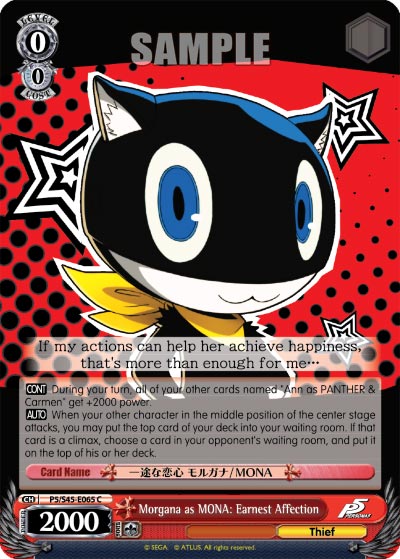 LEVEL
0
0
COST
SAMPLE
If my actions can help her achieve happiness,
that's more than enough for me…
CONT During your turn, all of your other cards named "Ann as PANTHER &
Carmen" get +2000 power.
AUTO When your other character in the middle position of the center stage
attacks, you may put the top card of your deck into your waiting room. If
that card is a climax, choose a card in your opponent's waiting room, and put it
on the top of his or her deck.
Card Name
一途な恋心 モルガナ/MONA
CH P5/S45-E065 C
Morgana as MONA: Earnest Affection
P5
PERSONA5
POWER
2000
Thief
© SEGA. © ATLUS. All rights reserved.